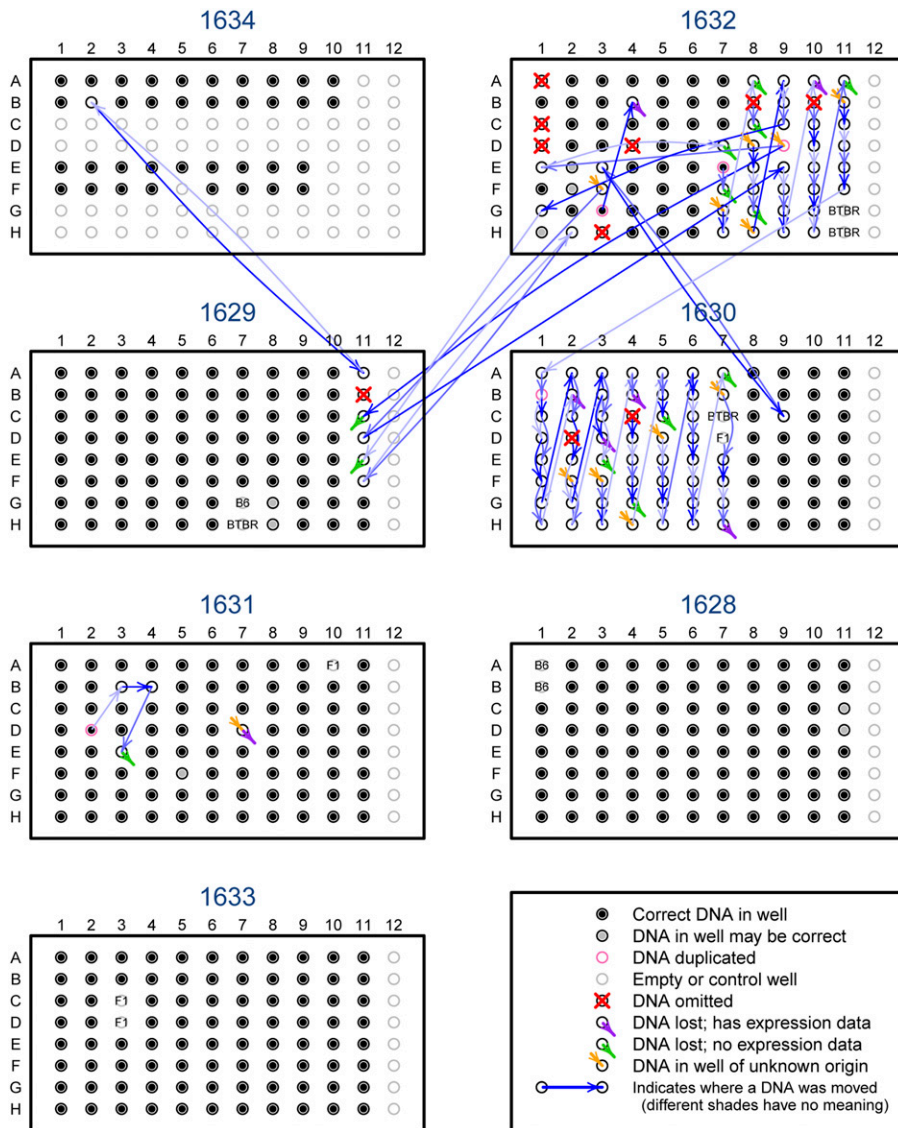 1634
1 2 3 4 5 6 7 8 9 10 11 12
A
B
C
D
E
F
G
H
1632
1 2 3 4 5 6 7 8 9 10 11 12
A
B
C
D
E
F
G BTBR
H BTBR
1629
1 2 3 4 5 6 7 8 9 10 11 12
A
B
C
D
E
F
G B6
H BTBR
1630
1 2 3 4 5 6 7 8 9 10 11 12
A
B
C BTBR
D F1
E
F
G
H
1631
1 2 3 4 5 6 7 8 9 10 11 12
A F1
B
C
D
E
F
G
H
1628
1 2 3 4 5 6 7 8 9 10 11 12
A B6
B B6
C
D
E
F
G
H
1633
1 2 3 4 5 6 7 8 9 10 11 12
A
B
C F1
D F1
E
F
G
H
Correct DNA in well
DNA in well may be correct
DNA duplicated
Empty or control well
DNA omitted
DNA lost; has expression data
DNA lost; no expression data
DNA in well of unknown origin
Indicates where a DNA was moved
(different shades have no meaning)